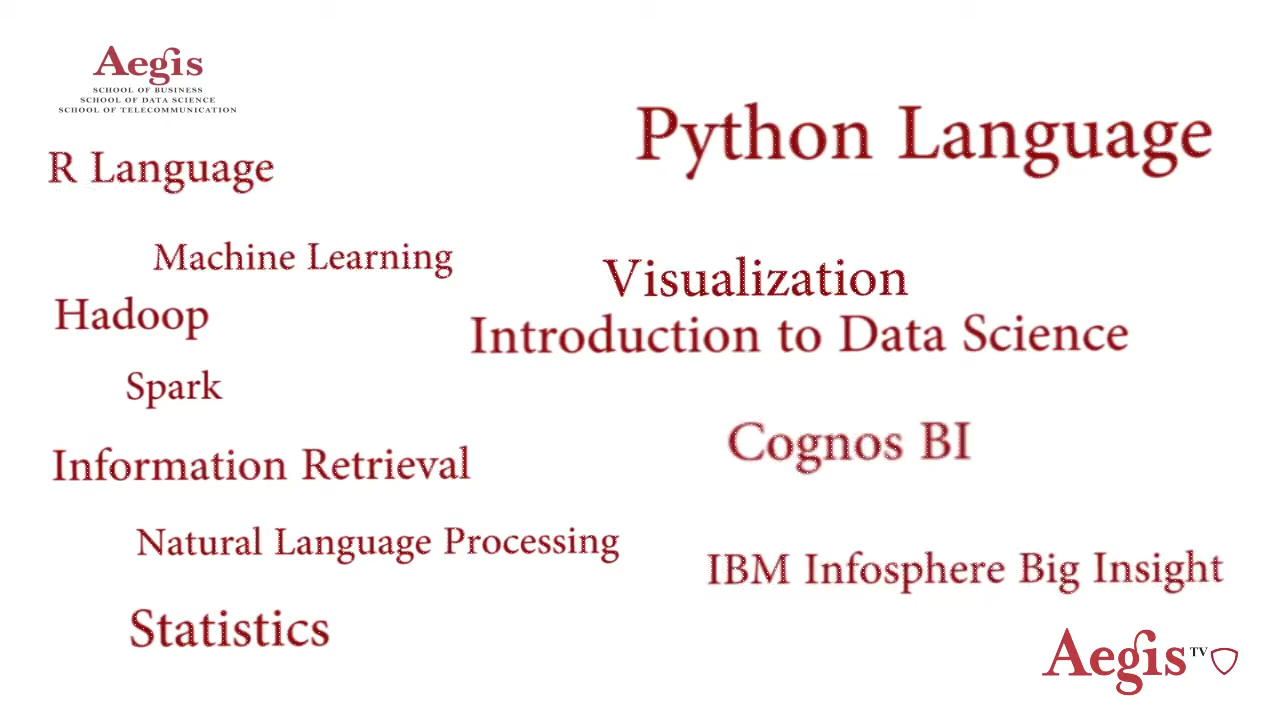 Aegis
SCHOOL OF BUSINESS
SCHOOL OF DATA SCIENCE
SCHOOL OF TELECOMMUNICATION
Python Language
R Language
Machine Learning
Visualization
Hadoop
Introduction to Data Science
Spark
Cognos BI
Information Retrieval
Natural Language Processing
IBM Infosphere Big Insight
Statistics
Aegis TV